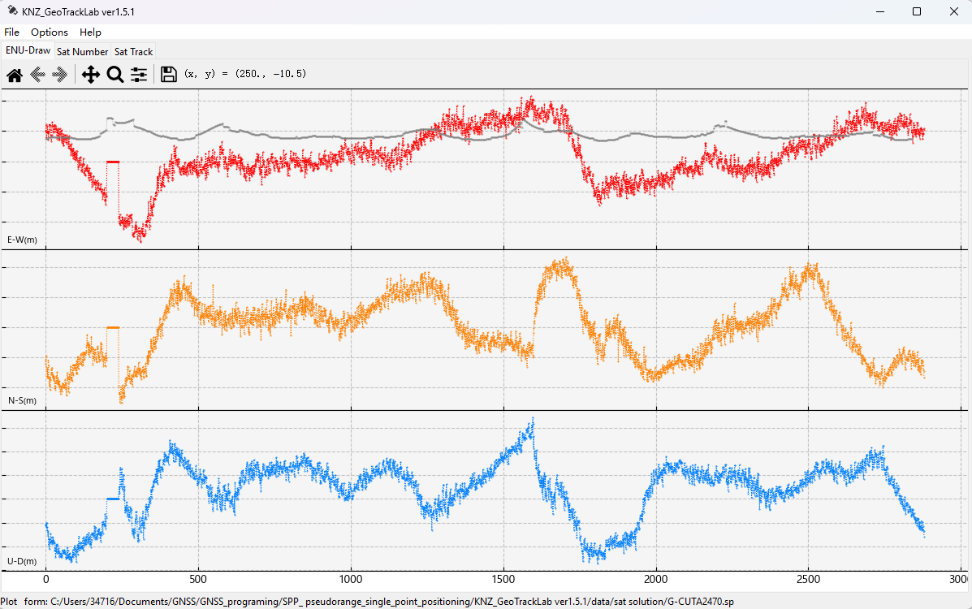 KNZ_GeoTrackLab ver1.5.1
File Options Help
ENU-Draw Sat Number Sat Track
(x, y) = (250., -10.5)
E-W(m)
N-S(m)
U-D(m)
0 500 1000 1500 2000 2500 3000
Plot form: C:/Users/34716/Documents/GNSS/GNSS_programing/SPP_ pseudorange_single_point_positioning/KNZ_GeoTrackLab ver1.5.1/data/sat solution/G-CUTA2470.sp